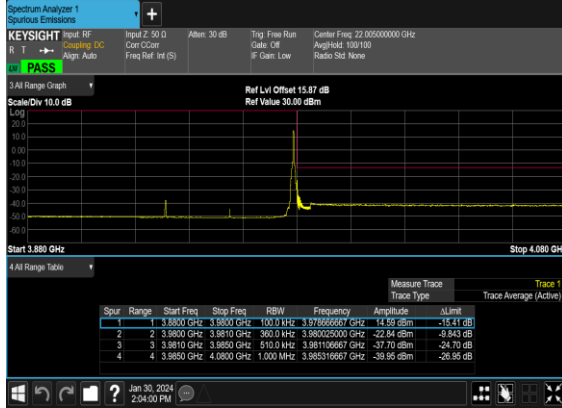 Spectrum Analyzer 1
Spurious Emissions
+
KEYSIGHT Input: RF Input Z: 50 Ω Atten: 30 dB Trig: Free Run Center Freq: 22.005000000 GHz
R T Coupling: DC Corr CCorr Gate: Off Avg|Hold: 100/100
Align: Auto Freq Ref: Int (S) IF Gain: Low Radio Std: None
PASS
3 All Range Graph
Ref Lvl Offset 15.87 dB
Scale/Div 10.0 dB Ref Value 30.00 dBm
Log
20.0
10.0
0.00
-10.0
-20.0
-30.0
-40.0
-50.0
-60.0
Start 3.880 GHz Stop 4.080 GH
4 All Range Table
Measure Trace Trace 1
Trace Type Trace Average (Active)
Spur Range Start Freq Stop Freq RBW Frequency Amplitude ΔLimit
1 1 3.8800 GHz 3.9800 GHz 100.0 kHz 3.978666667 GHz 14.59 dBm -15.41 dB
2 2 3.9800 GHz 3.9810 GHz 360.0 kHz 3.980025000 GHz -22.84 dBm -9.843 dB
3 3 3.9810 GHz 3.9850 GHz 510.0 kHz 3.981106667 GHz -37.70 dBm -24.70 dB
4 4 3.9850 GHz 4.0800 GHz 1.000 MHz 3.985316667 GHz -39.95 dBm -26.95 dB
? Jan 30, 2024
2:04:00 PM